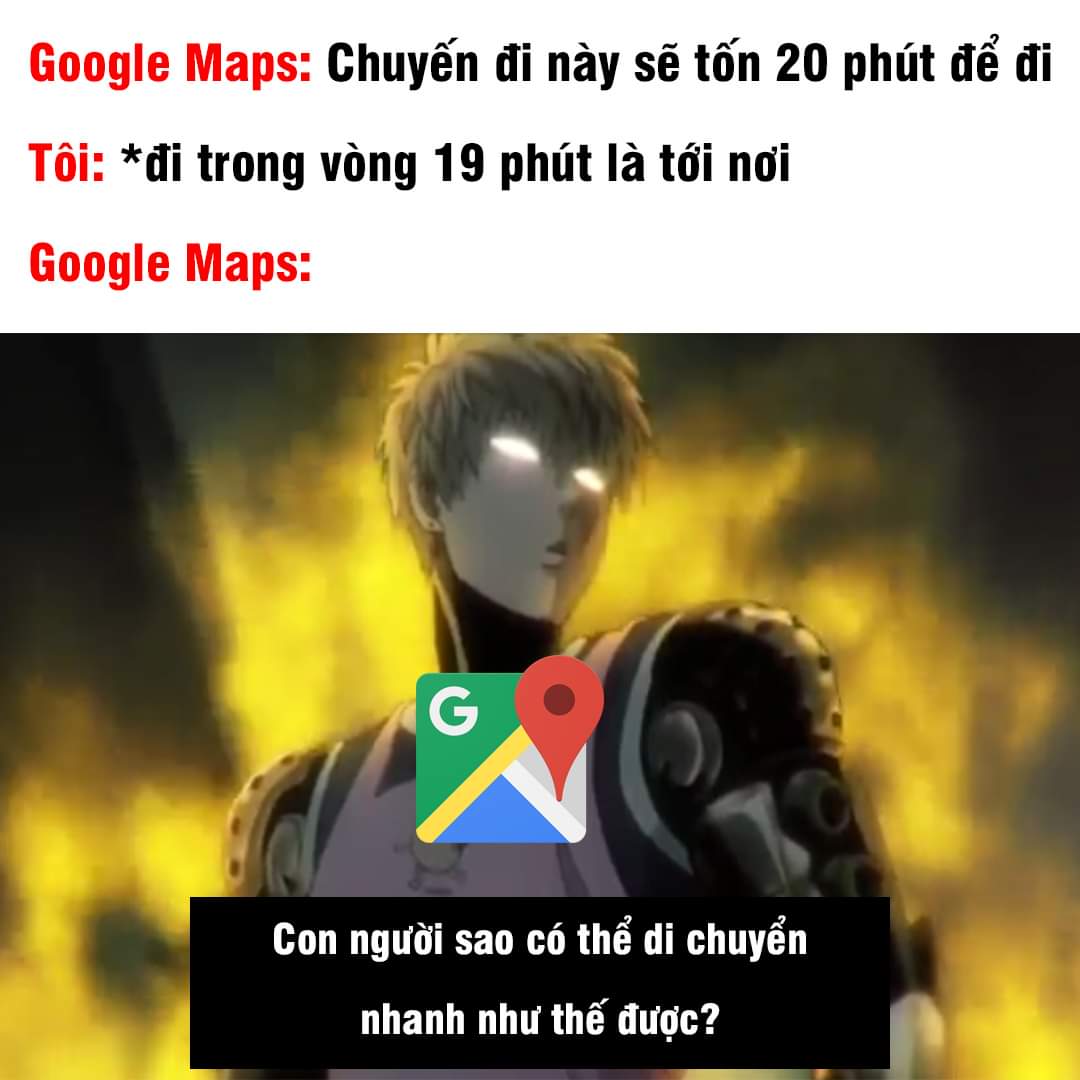 Google Maps: Chuyến đi này sẽ tốn 20 phút để đi
Tôi: *đi trong vòng 19 phút là tới nơi
Google Maps:
G
Con người sao có thể di chuyển
nhanh như thế được?